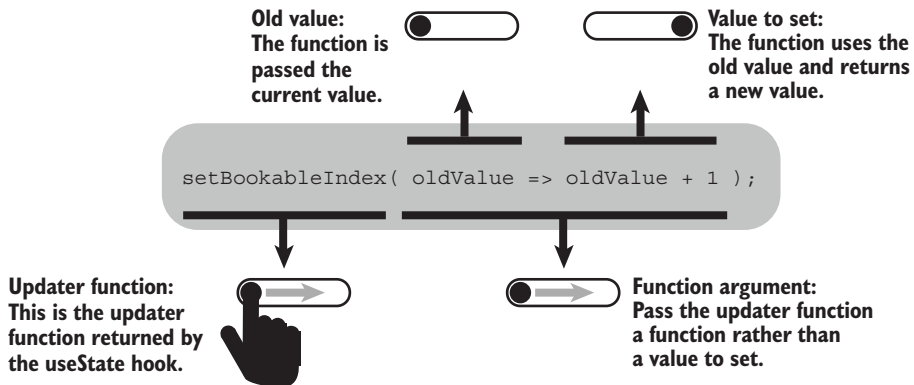 Old value:
The function is
passed the
current value.
Value to set:
The function uses the
old value and returns
a new value.
setBookableIndex( oldValue => oldValue + 1 );
Updater function:
This is the updater
function returned by
the useState hook.
Function argument:
Pass the updater function
a function rather than
a value to set.